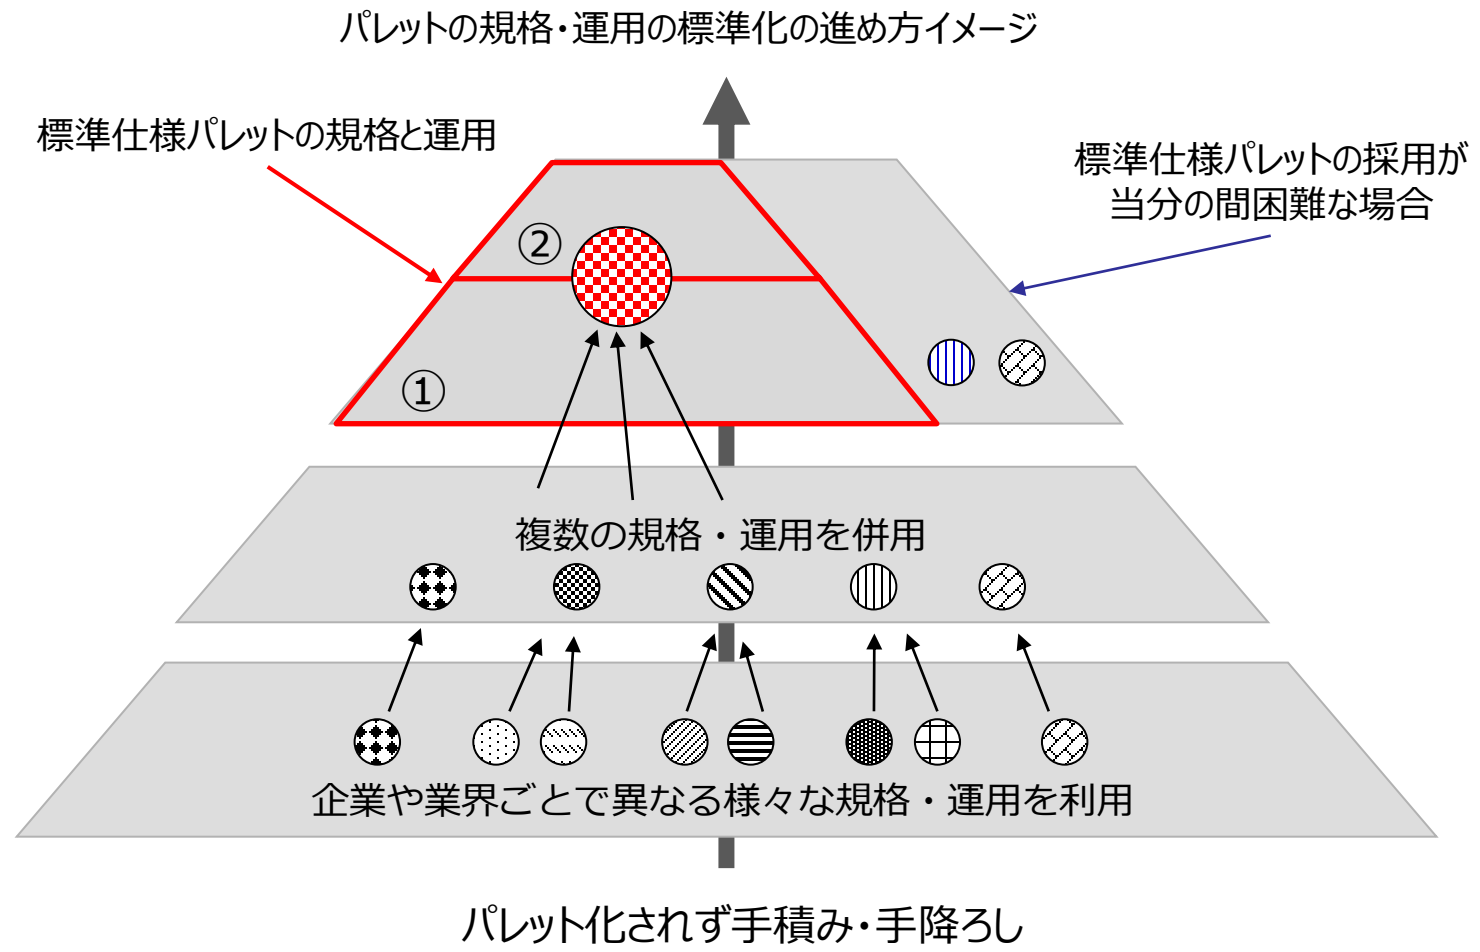 パレットの規格・運用の標準化の進め方イメージ
標準仕様パレットの規格と運用
標準仕様パレットの採用が
当分の間困難な場合
②
①
複数の規格・運用を併用
企業や業界ごとで異なる様々な規格・運用を利用
パレット化されず手積み・手降ろし